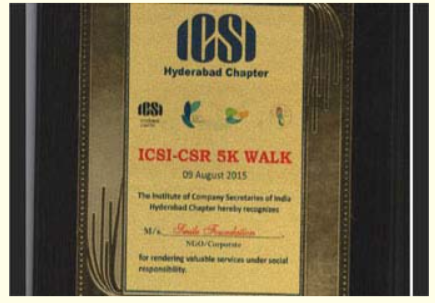 ICSI
Hyderabad Chapter
ICSI
ICSI-CSR 5K WALK
09 August 2015
The Institute of Company Secretaries of India
Hyderabad Chapter hereby recognizes
M/s. Smile Foundation
NGO/Corporate
for rendering valuable services under social
responsibility.